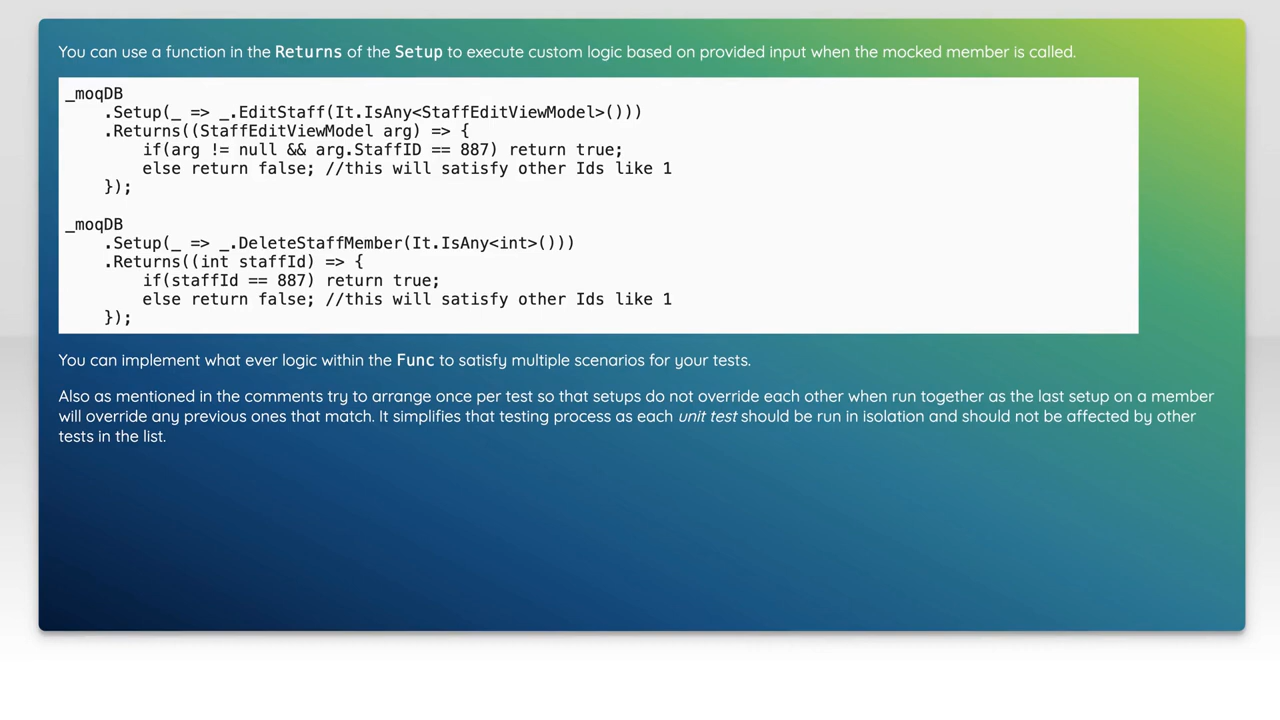 You can use a function in the Returns of the Setup to execute custom logic based on provided input when the mocked member is called.
_moqDB
    .Setup(_ => _.EditStaff(It.IsAny<StaffEditViewModel>()))
    .Returns((StaffEditViewModel arg) => {
        if(arg != null && arg.StaffID == 887) return true;
        else return false; //this will satisfy other Ids like 1
    });
_moqDB
    .Setup(_ => _.DeleteStaffMember(It.IsAny<int>()))
    .Returns((int staffId) => {
        if(staffId == 887) return true;
        else return false; //this will satisfy other Ids like 1
    });
You can implement what ever logic within the Func to satisfy multiple scenarios for your tests.
Also as mentioned in the comments try to arrange once per test so that setups do not override each other when run together as the last setup on a member
will override any previous ones that match. It simplifies that testing process as each unit test should be run in isolation and should not be affected by other
tests in the list.